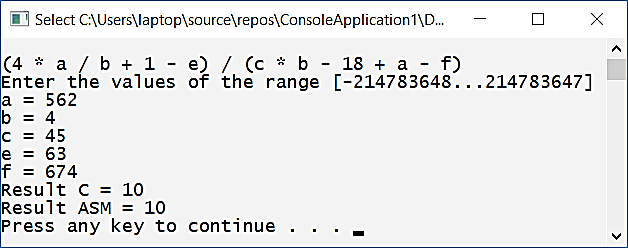 Select C:\Users\laptop\source\repos\ConsoleApplication1\D...
(4 * a / b + 1 - e) / (c * b - 18 + a - f)
Enter the values of the range [-214783648...214783647]
a = 562
b = 4
c = 45
e = 63
f = 674
Result C = 10
Result ASM = 10
Press any key to continue . . .